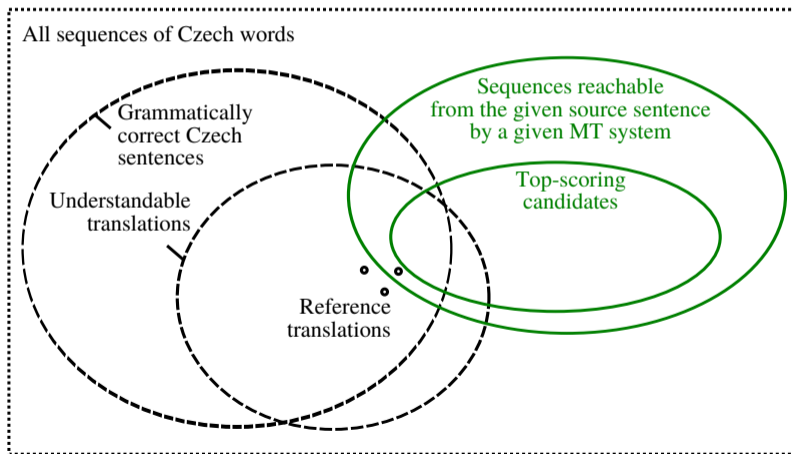 All sequences of Czech words
Grammatically
correct Czech
sentences
Understandable
translations
Sequences reachable
from the given source sentence
by a given MT system
Top-scoring
candidates
Reference
translations